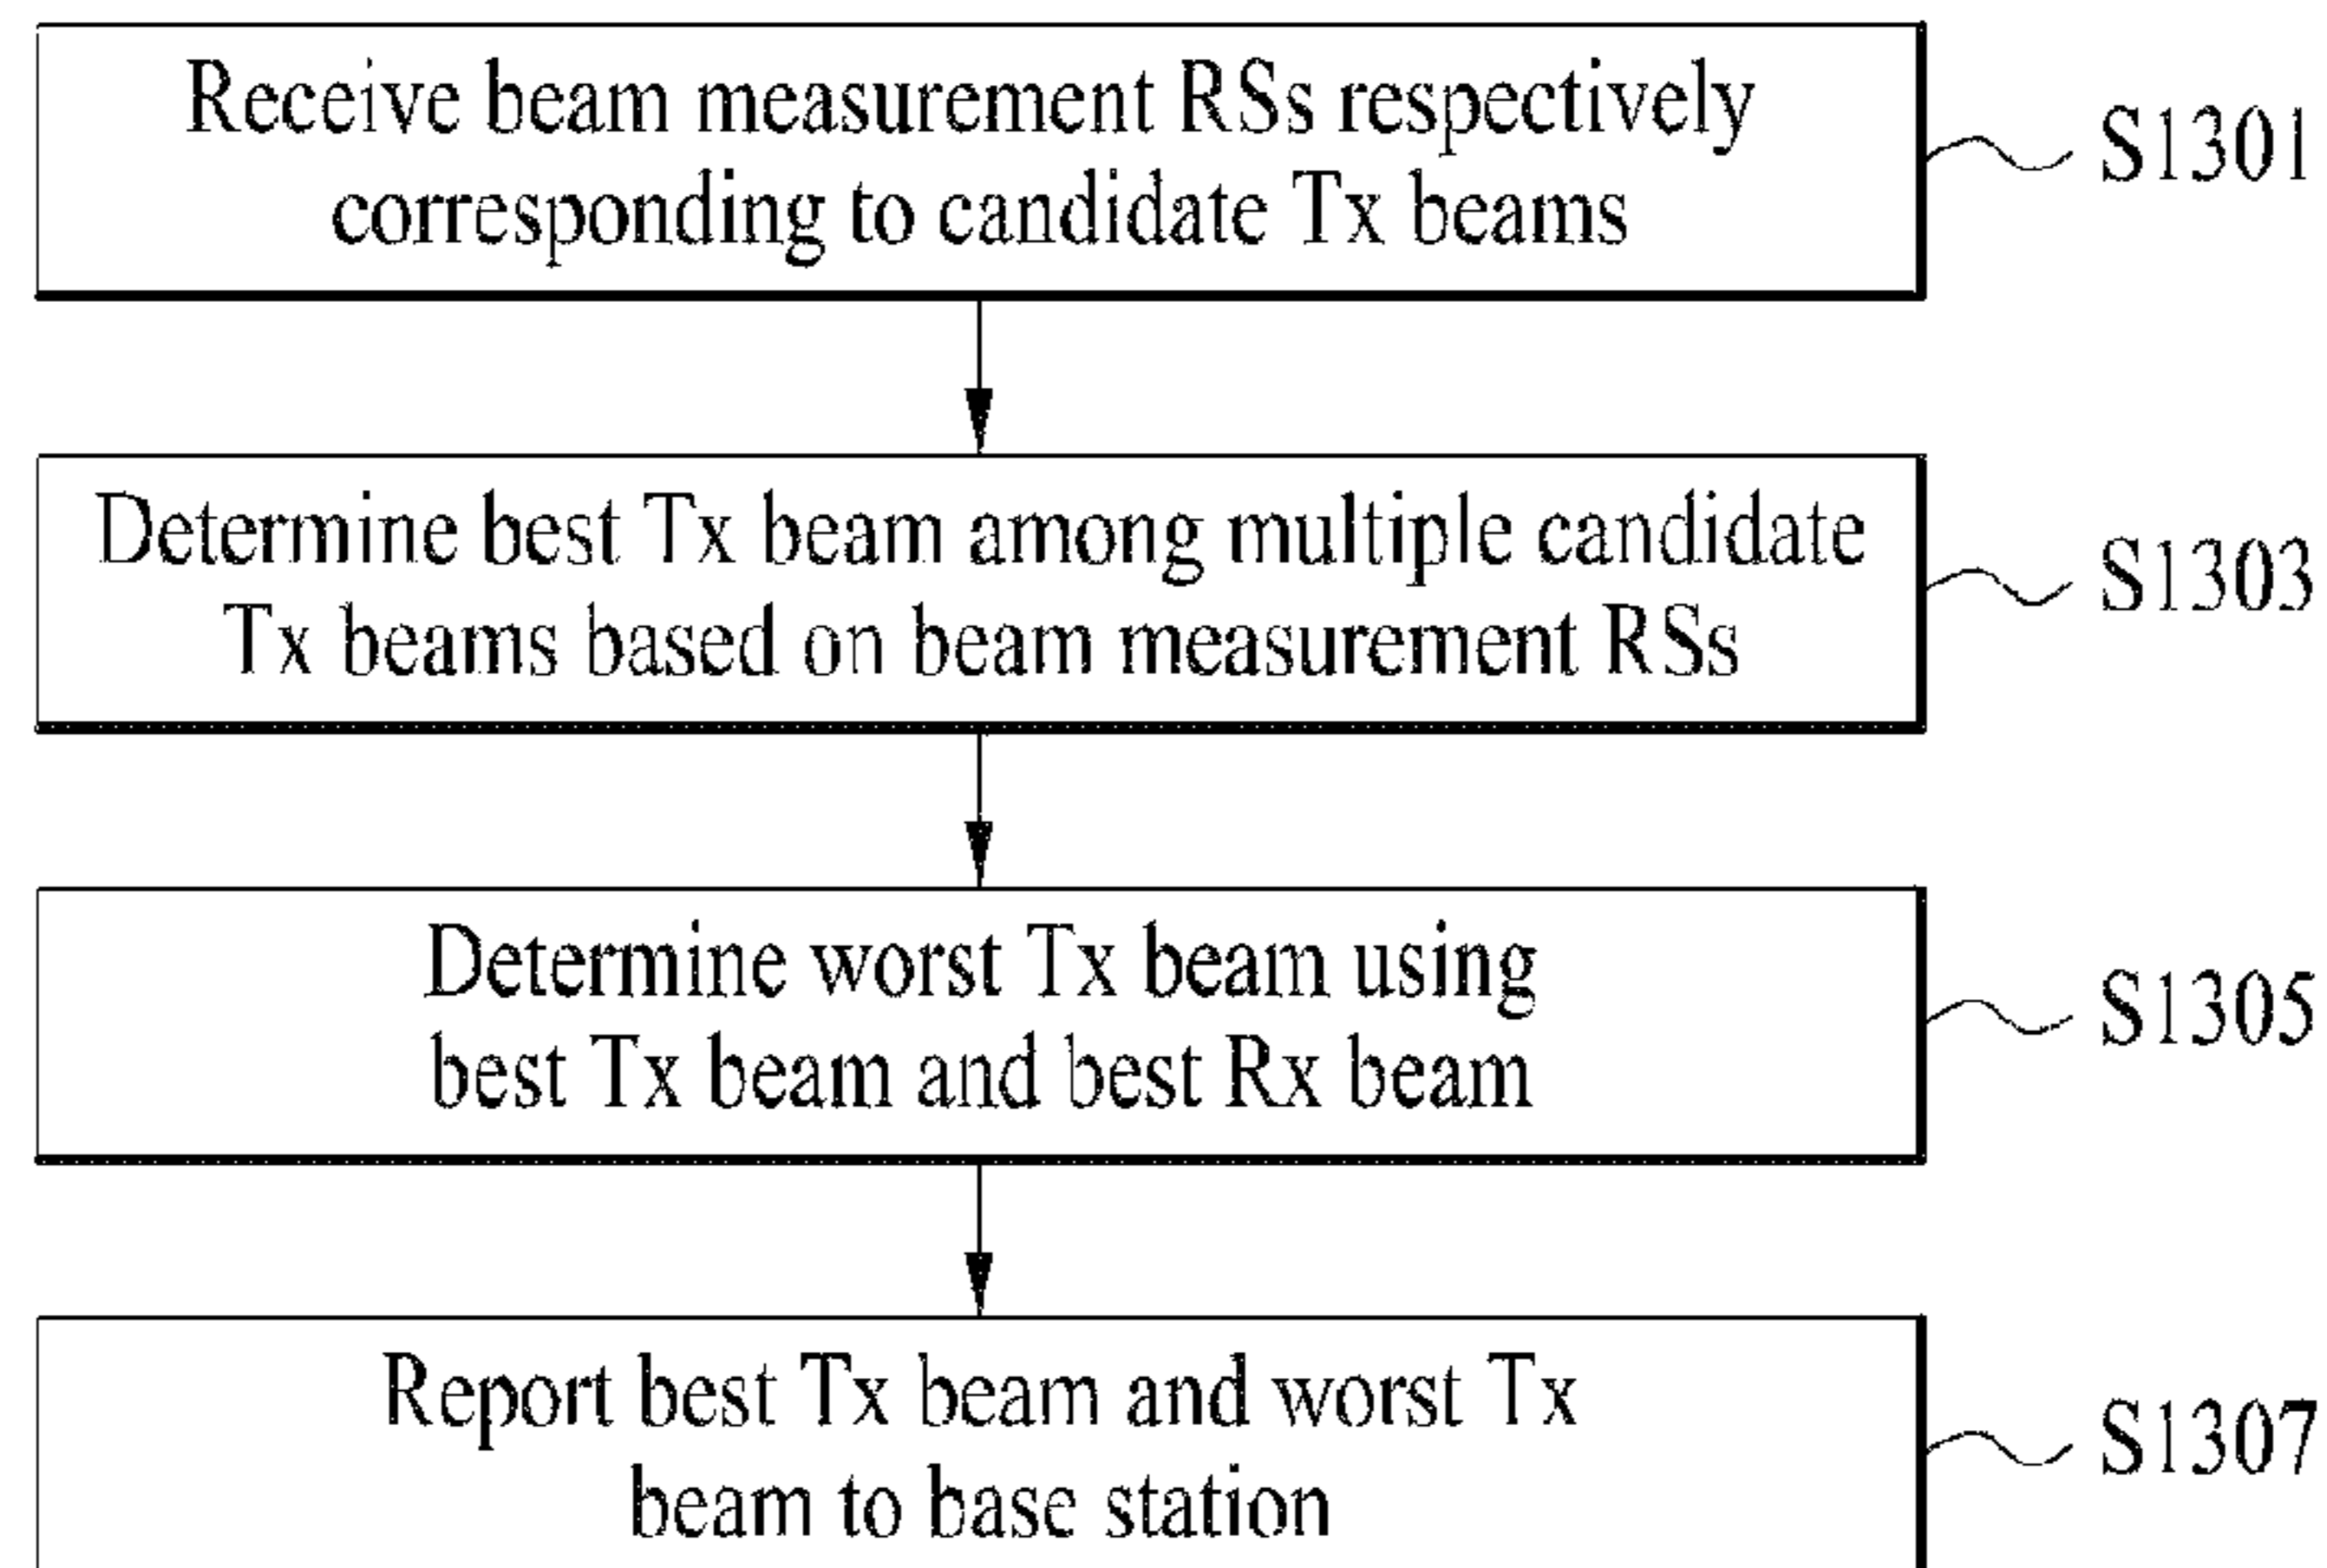 Receive beam measurement RSs respectively
corresponding to candidate Tx beams
S1301
Determine best Tx beam among multiple candidate
Tx beams based on beam measurement RSs
S1303
Determine worst Tx beam using
best Tx beam and best Rx beam
S1305
Report best Tx beam and worst Tx
beam to base station
S1307